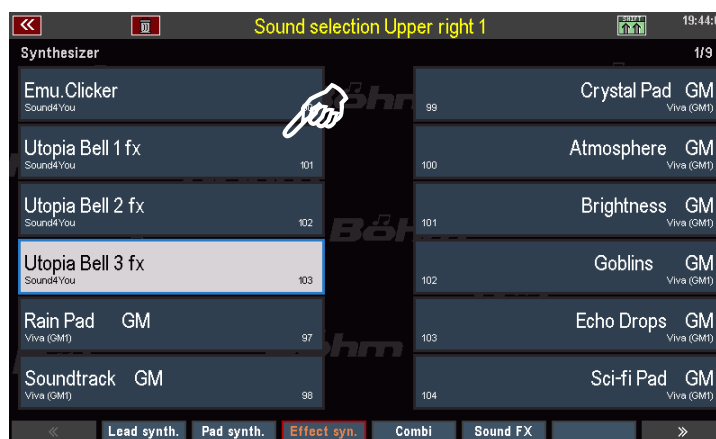 «
Sound selection Upper right 1
SHIFT
19:44:
Synthesizer
1/9
Emu.Clicker
Sound4You
Crystal Pad GM
99
Viva (GM1)
Utopia Bell 1 fx
Sound4You
101
Atmosphere GM
100
Viva (GM1)
Utopia Bell 2 fx
Sound4You
102
Brightness GM
101
Viva (GM1)
Utopia Bell 3 fx
Sound4You
103
Goblins GM
102
Viva (GM1)
Rain Pad GM
Viva (GM1)
97
Echo Drops GM
103
Viva (GM1)
Soundtrack GM
Viva (GM1)
98
Sci-fi Pad GM
104
Viva (GM1)
Böhm
« Lead synth. Pad synth. Effect syn. Combi Sound FX »